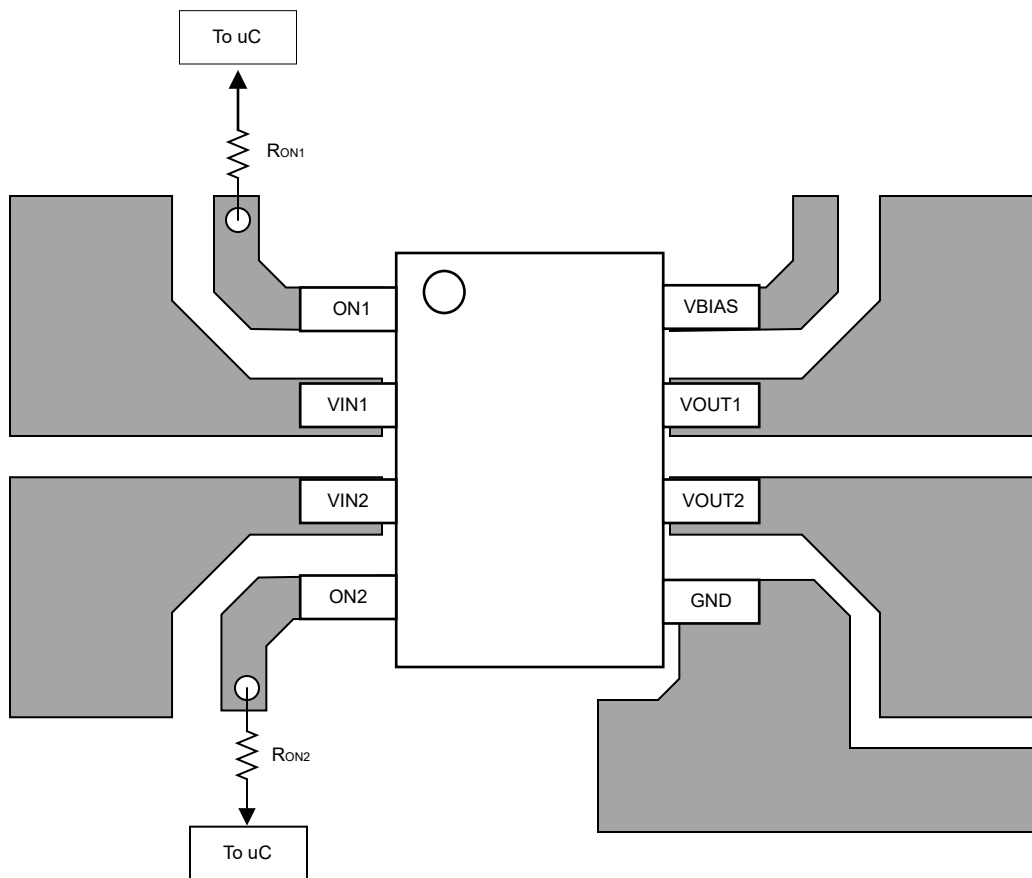 To uC
RON1
ON1
VBIAS
VIN1
VOUT1
VIN2
VOUT2
ON2
GND
RON2
To uC